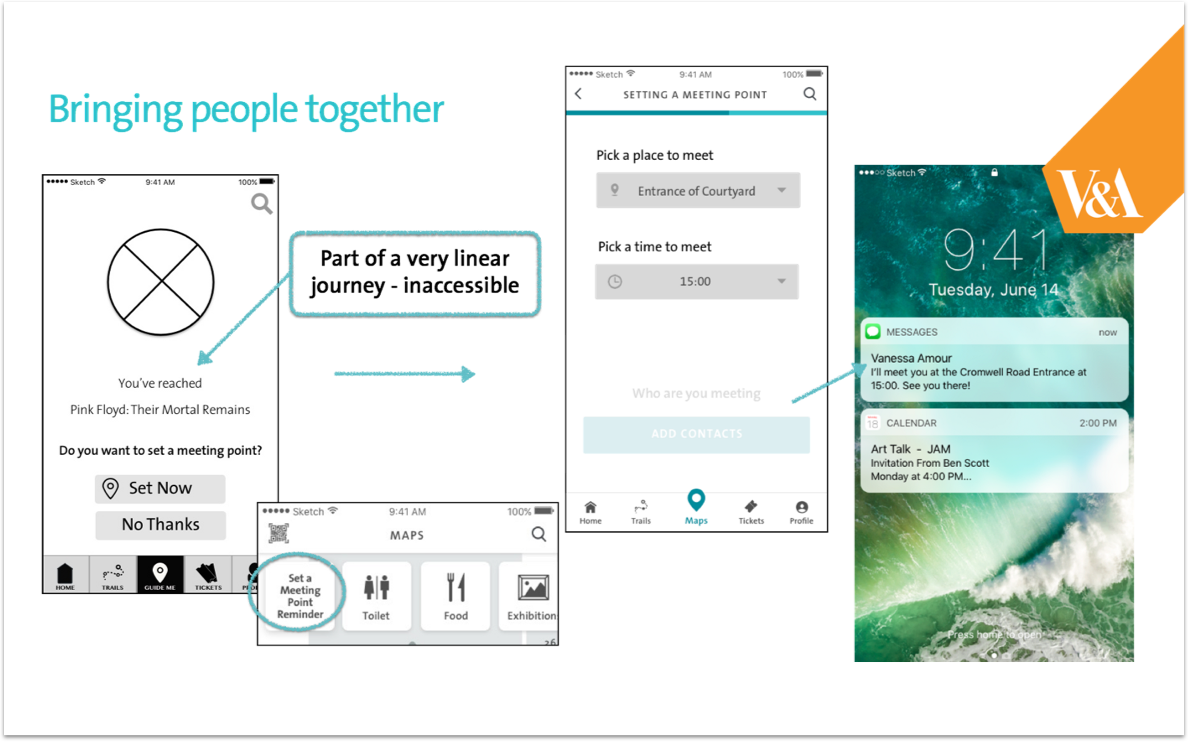 Bringing people together
Sketch 9:41 AM 100%
You've reached
Pink Floyd: Their Mortal Remains
Do you want to set a meeting point?
Set Now
No Thanks
HOME TRAILS GUIDE ME TICKETS
Part of a very linear
journey - inaccessible
Sketch 9:41 AM 100%
MAPS
Set a
Meeting
Point
Reminder
Toilet
Food
Exhibition
26
Sketch 9:41 AM 100%
SETTING A MEETING POINT
Pick a place to meet
Entrance of Courtyard
Pick a time to meet
15:00
Who are you meeting
ADD CONTACTS
Home Trails Maps Tickets Profile
V&A
Sketch
9:41
Tuesday, June 14
MESSAGES now
Vanessa Amour
I'll meet you at the Cromwell Road Entrance at
15:00. See you there!
18 CALENDAR 2:00 PM
Art Talk - JAM
Invitation From Ben Scott
Monday at 4:00 PM...
Press home to open